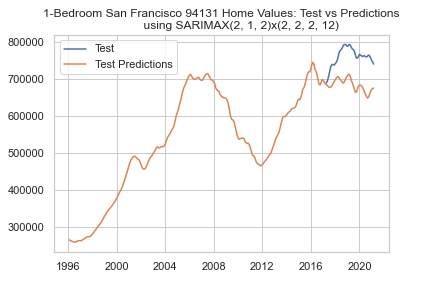 1-Bedroom San Francisco 94131 Home Values: Test vs Predictions
using SARIMAX(2, 1, 2)x(2, 2, 2, 12)
800000
Test
Test Predictions
700000
600000
500000
400000
300000
1996 2000 2004 2008 2012 2016 2020